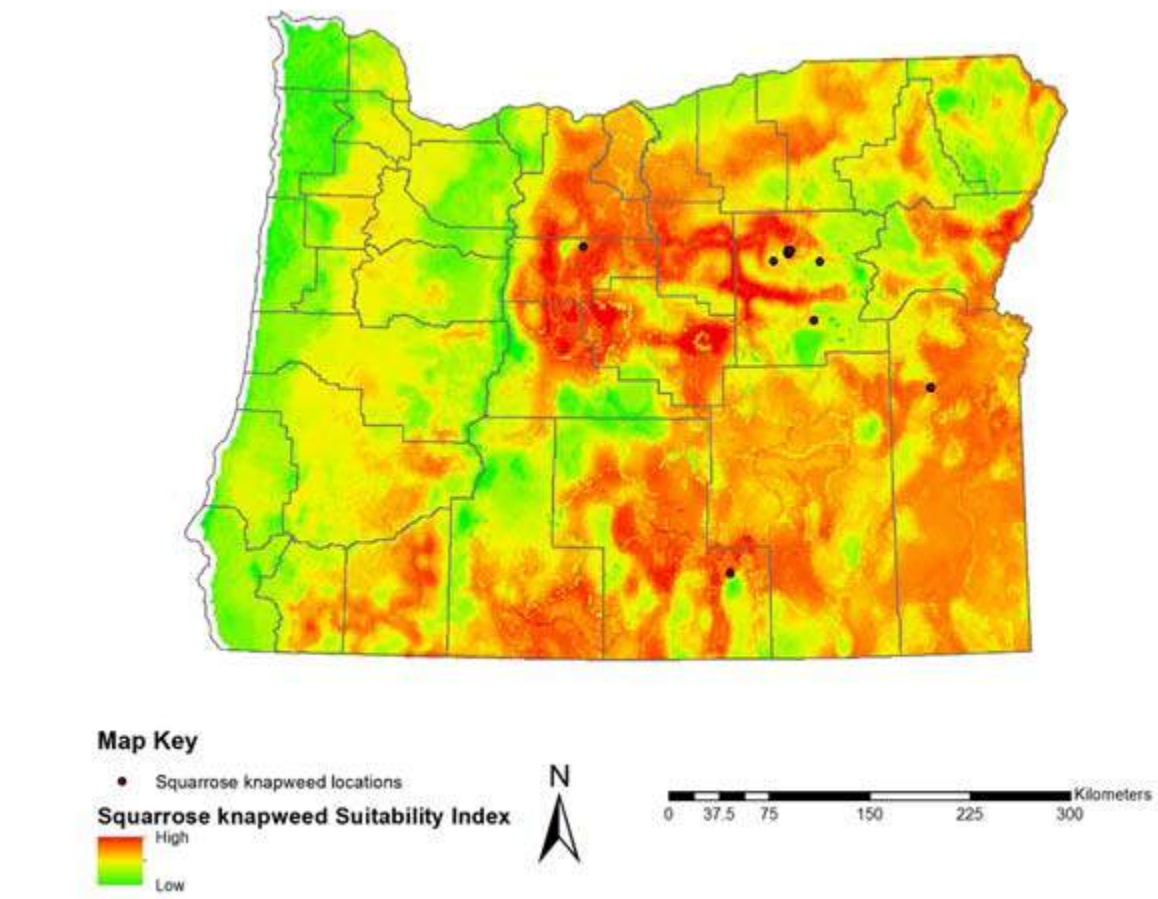 Map Key
Squarrose knapweed locations
Squarrose knapweed Suitability Index
High
Low
N
Kilometers
0 37.5 75 150 225 300